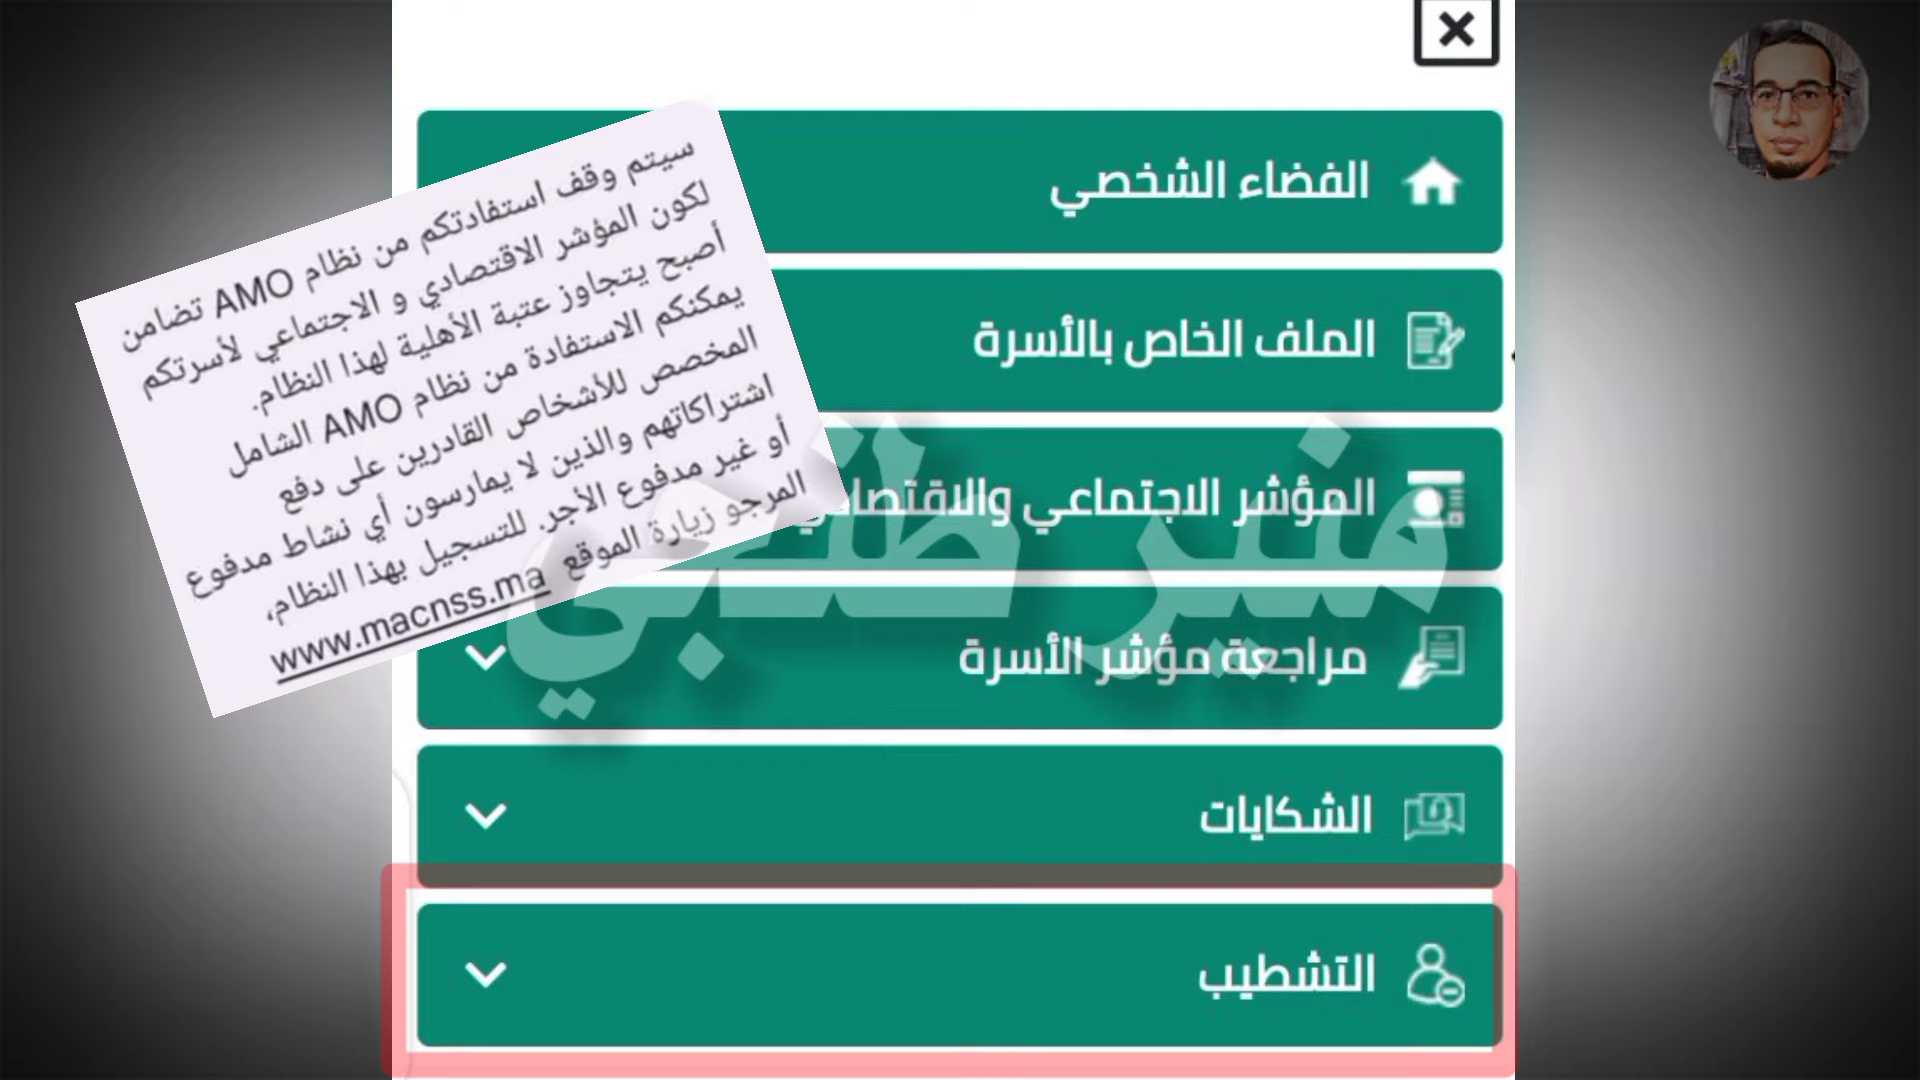 الفضاء الشخصي
الملف الخاص بالأسرة
المؤشر الاجتماعي والاقتصادي
مراجعة مؤشر الأسرة
الشكايات
التشطيب
سيتم وقف استفادتكم من نظام AMO تضامن
لكون المؤشر الاقتصادي و الاجتماعي لأسرتكم
أصبح يتجاوز عتبة الأهلية لهذا النظام.
يمكنكم الاستفادة من نظام AMO الشامل
المخصص للأشخاص القادرين على دفع
اشتراكاتهم والذين لا يمارسون أي نشاط مدفوع
أو غير مدفوع الأجر. للتسجيل بهذا النظام،
المرجو زيارة الموقع
www.macnss.ma
منير طنجي